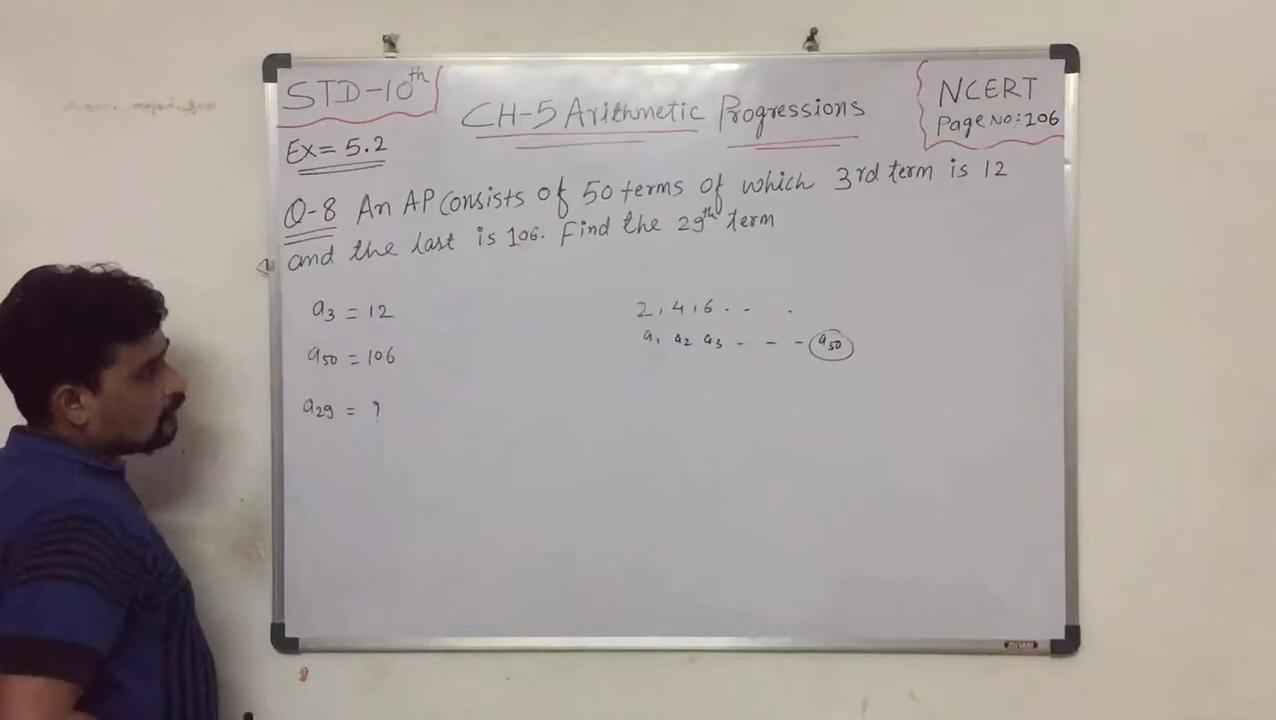 STD-10th
CH-5 Arithmetic Progressions
NCERT
Page No: 106
Ex= 5.2
Q-8 An AP consists of 50 terms of which 3rd term is 12
and the last is 106. Find the 29th term
a3 = 12
a50 = 106
a29 = ?
2, 4, 6 . - .
a1 a2 a3 - - - a50